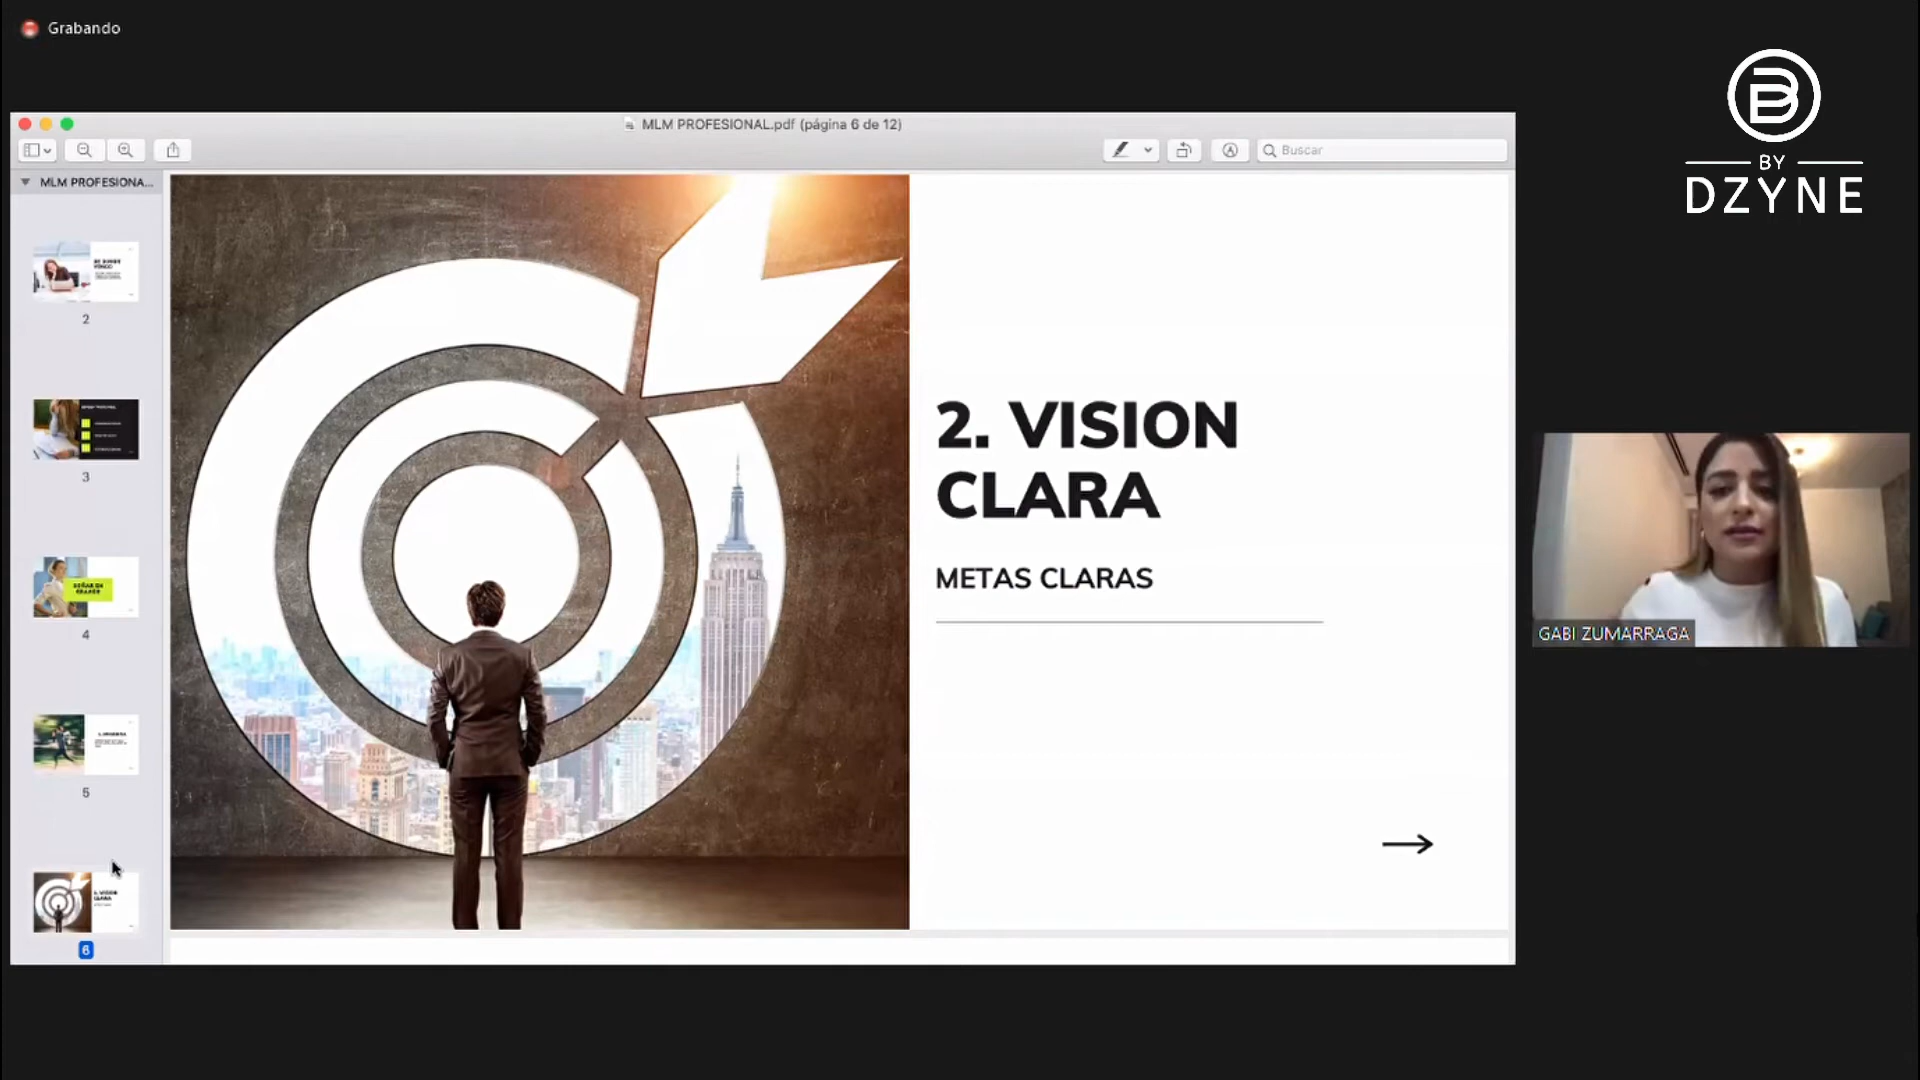 Grabando
BY
DZYNE
MLM PROFESIONAL.pdf (página 6 de 12)
Buscar
MLM PROFESIONA...
2
3
4
5
6
2. VISION
CLARA
METAS CLARAS
GABI ZUMARRAGA